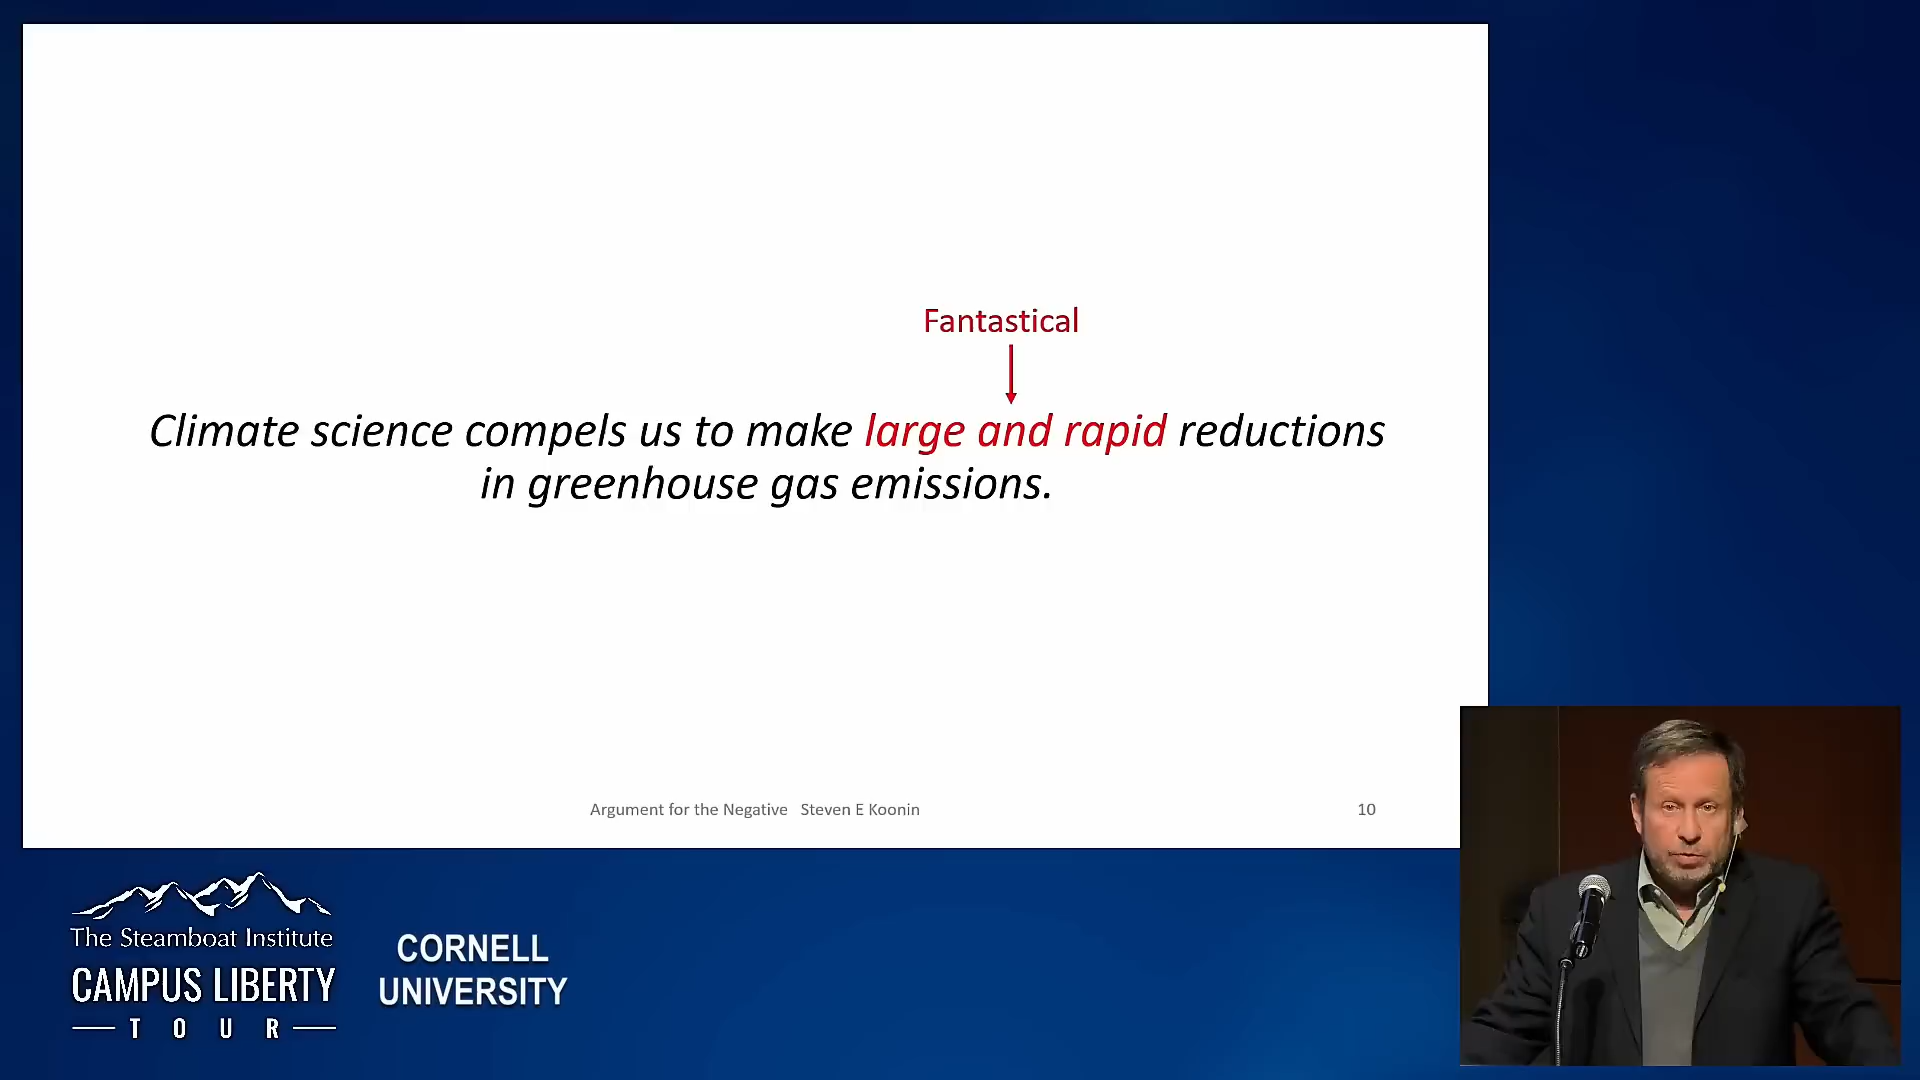 Fantastical
Climate science compels us to make large and rapid reductions
in greenhouse gas emissions.
Argument for the Negative Steven E Koonin
10
The Steamboat Institute
CAMPUS LIBERTY
TOUR
CORNELL
UNIVERSITY